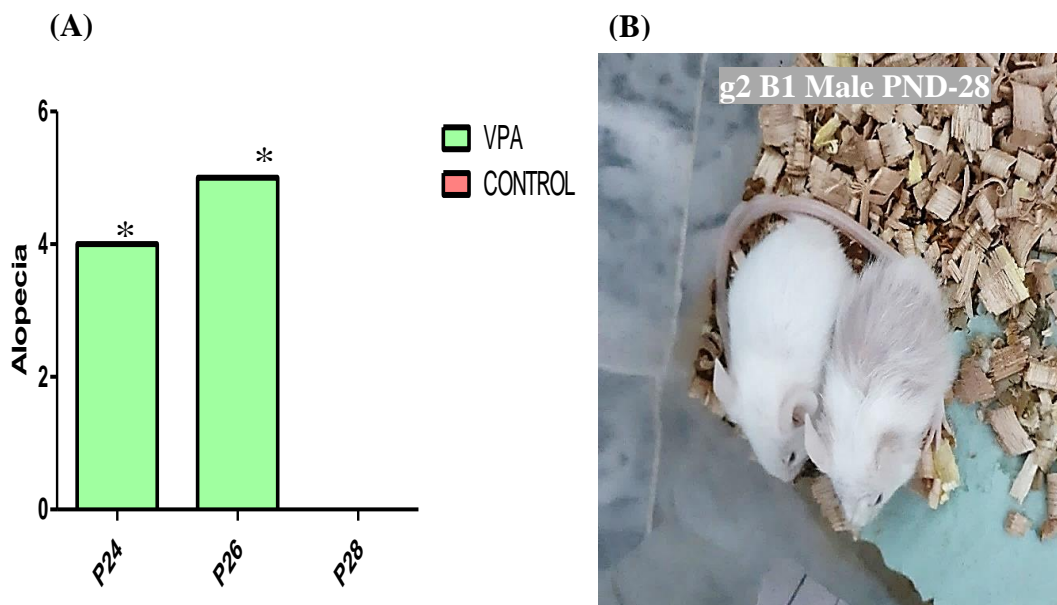 (A)
(B)
g2 B1 Male PND-28
6
4
2
0
Alopecia
*
*
P24
P26
P28
VPA
CONTROL